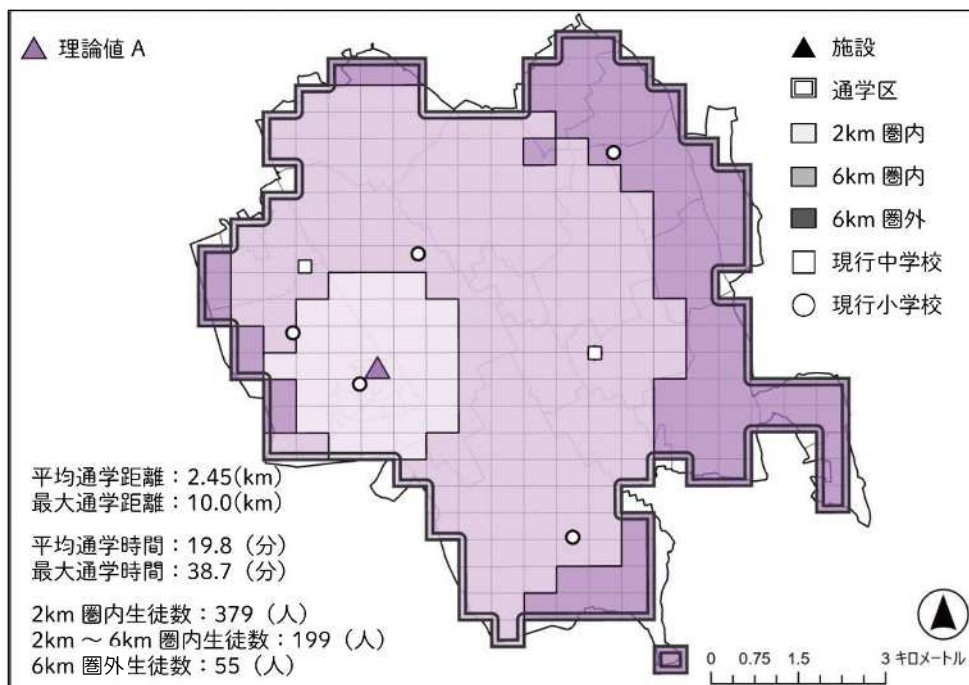 理論値 A
施設
通学区
2km 圏内
6km 圏内
6km 圏外
現行中学校
現行小学校
平均通学距離：2.45(km)
最大通学距離：10.0(km)
平均通学時間：19.8（分）
最大通学時間：38.7（分）
2km 圏内生徒数：379（人）
2km ～ 6km 圏内生徒数：199（人）
6km 圏外生徒数：55（人）
0 0.75 1.5 3 キロメートル